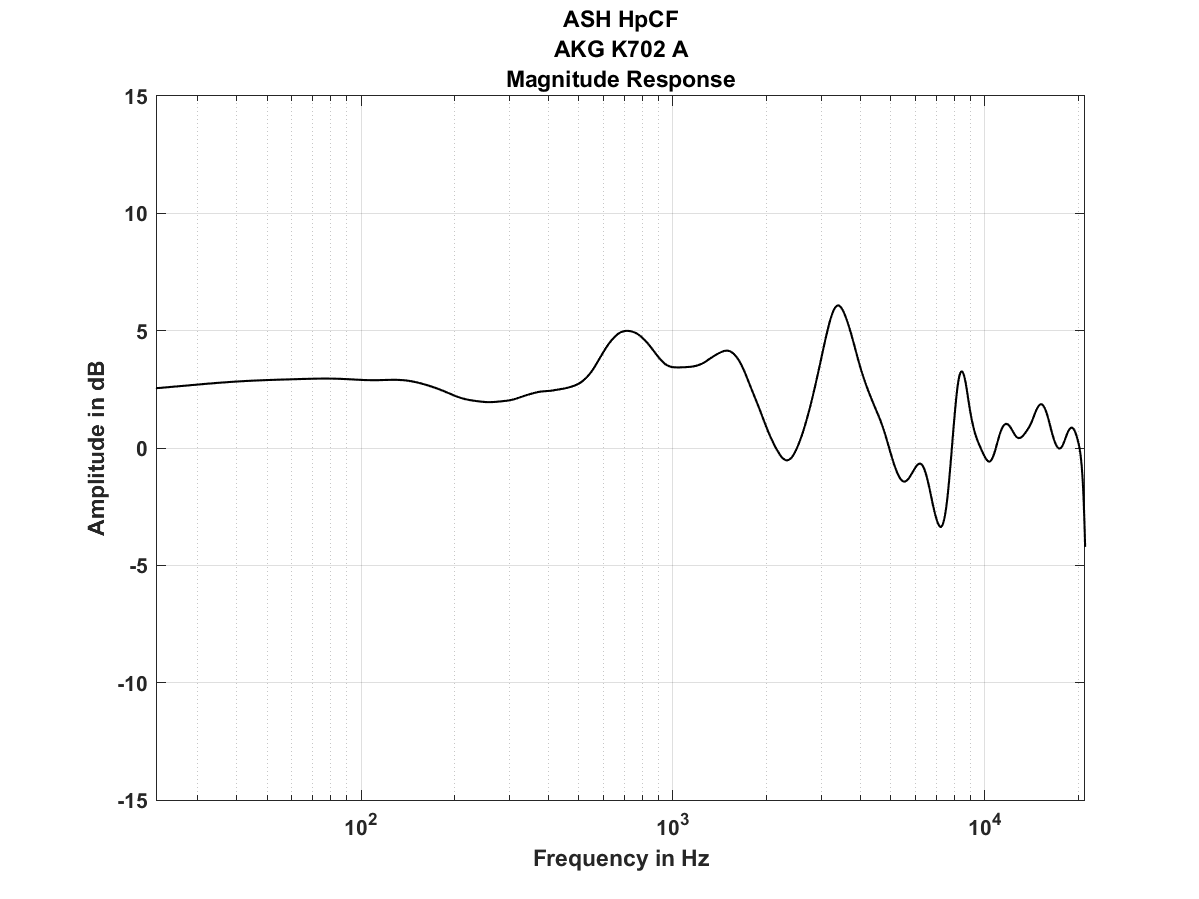 ASH HpCF
AKG K702 A
Magnitude Response
15
10
5
0
-5
-10
-15
Amplitude in dB
10²
10³
10⁴
Frequency in Hz